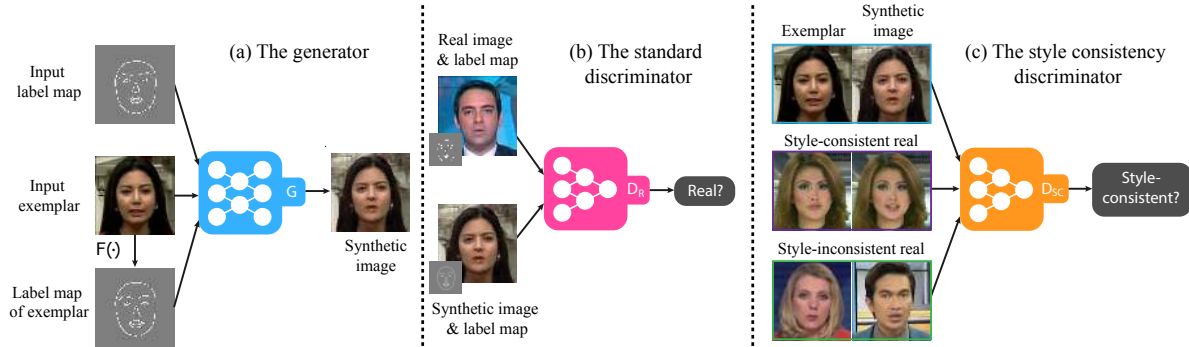 (a) The generator
Input
label map
Input
exemplar
F(·)
Label map
of exemplar
G
Synthetic
image
Real image
& label map
(b) The standard
discriminator
D_R
Real?
Synthetic image
& label map
Exemplar
Synthetic
image
(c) The style consistency
discriminator
Style-consistent real
D_SC
Style-
consistent?
Style-inconsistent real